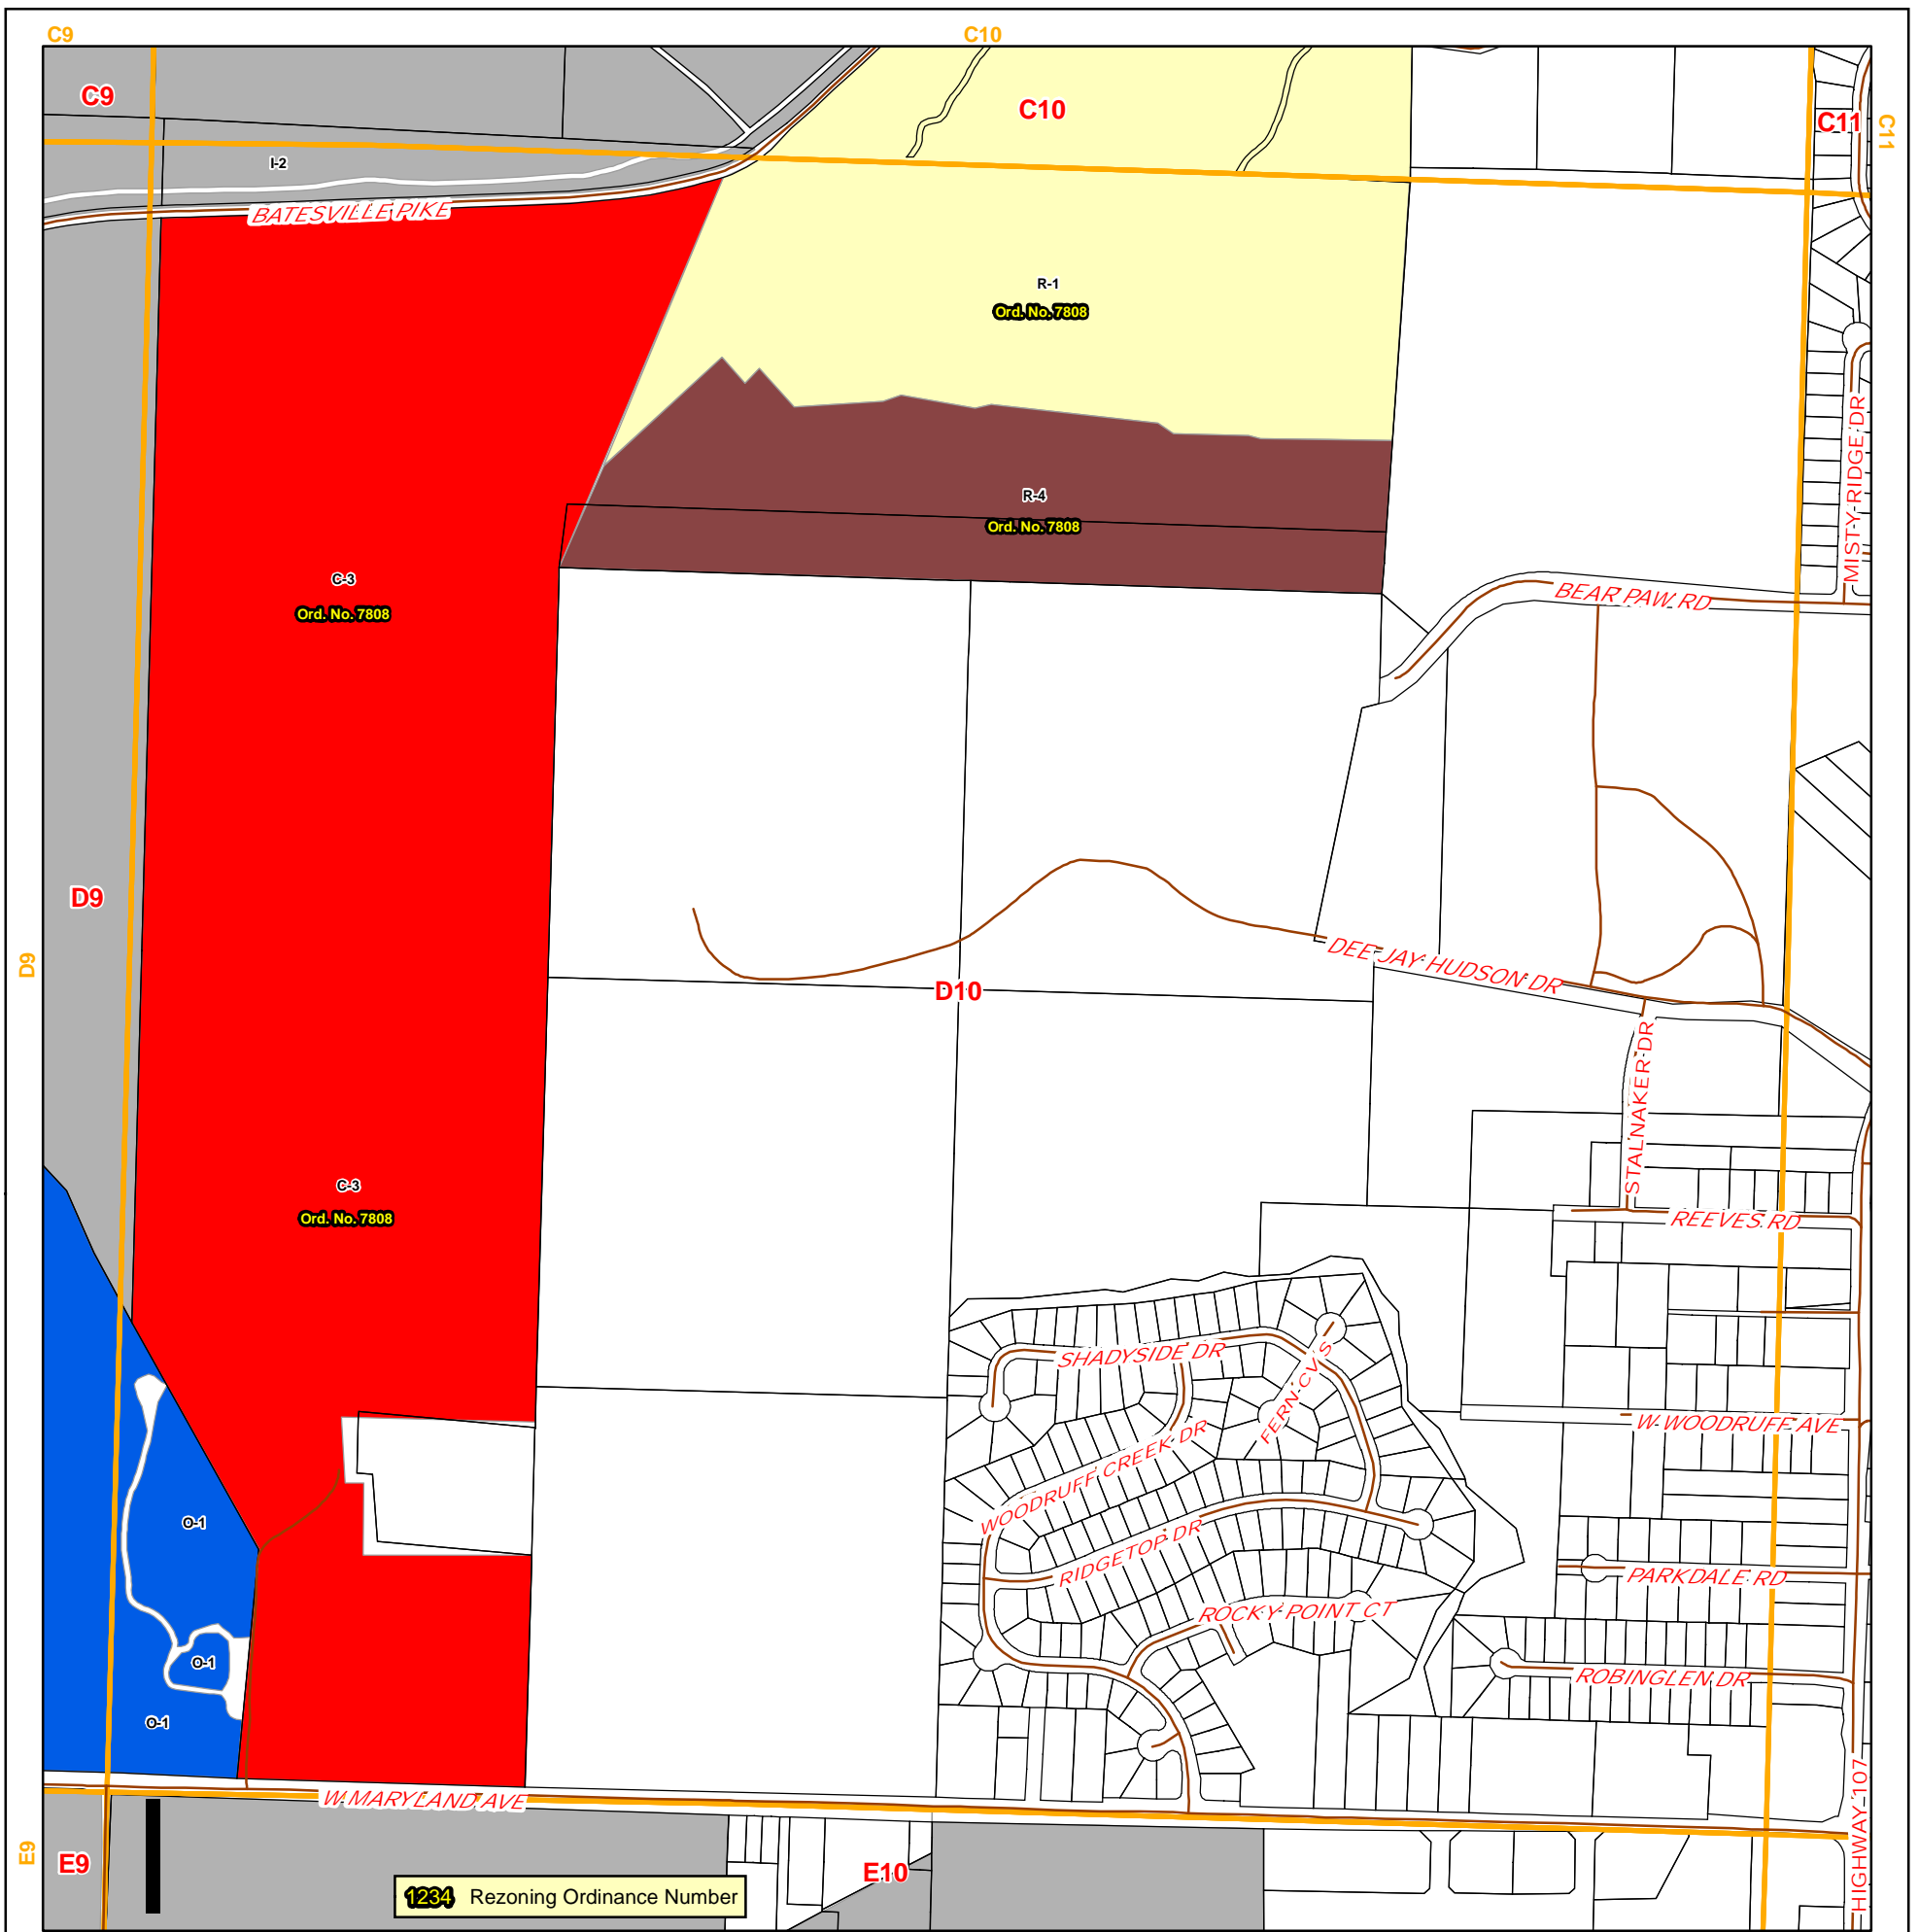 C9
C10
C9
C10
C11
C11
I-2
BATESVILLE PIKE
R-1
Ord. No. 7808
MISTY RIDGE DR
R-4
Ord. No. 7808
C-3
Ord. No. 7808
BEAR PAW RD
D9
D9
DEE JAY HUDSON DR
D10
STALNAKER DR
C-3
Ord. No. 7808
REEVES RD
SHADYSIDE DR
FERN CV S
W WOODRUFF AVE
WOODRUFF CREEK DR
O-1
RIDGETOP DR
PARKDALE RD
ROCKY POINT CT
O-1
ROBINGLEN DR
O-1
W MARYLAND AVE
HIGHWAY 107
E9
E9
E10
1234 Rezoning Ordinance Number